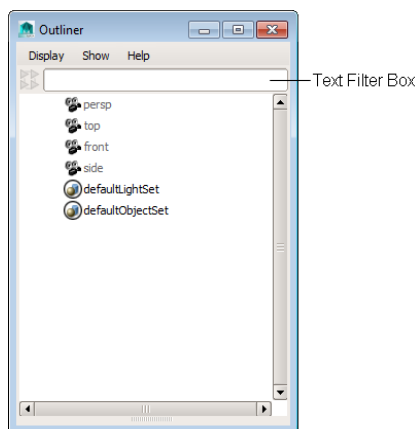 Outliner
Display Show Help
Text Filter Box
persp
top
front
side
defaultLightSet
defaultObjectSet